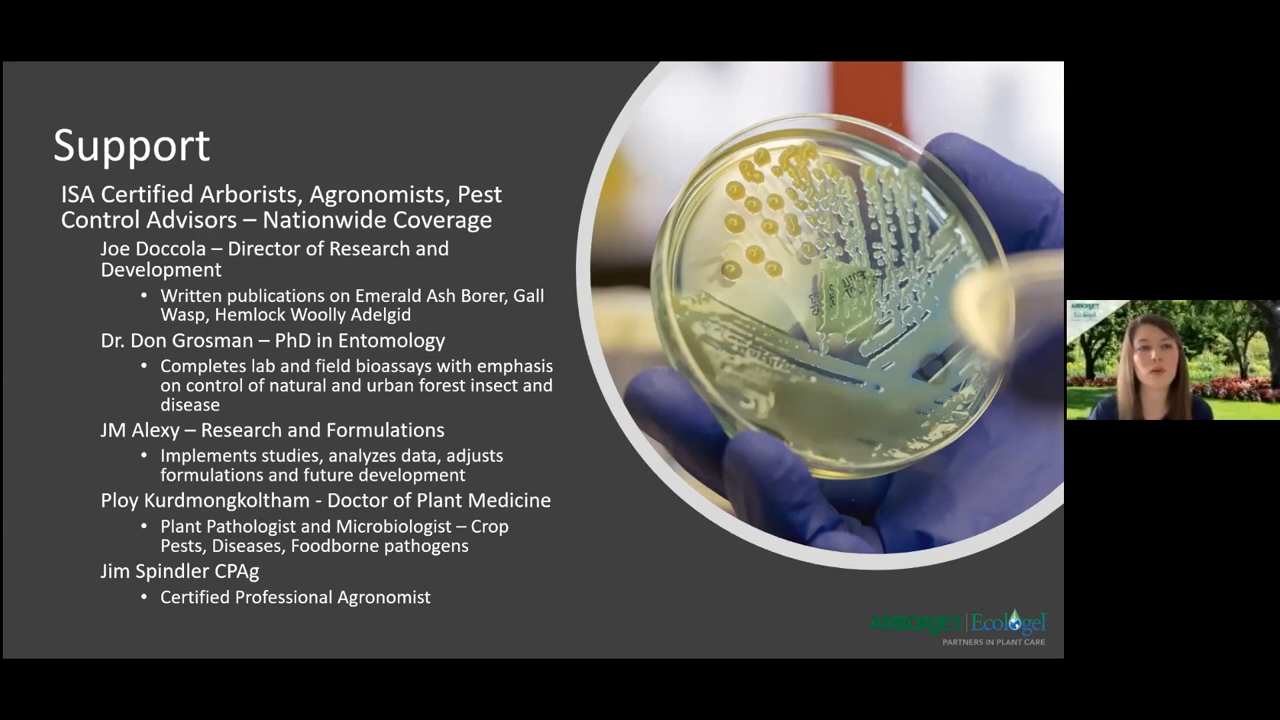 Support
ISA Certified Arborists, Agronomists, Pest
Control Advisors – Nationwide Coverage
Joe Doccola – Director of Research and
Development
• Written publications on Emerald Ash Borer, Gall
Wasp, Hemlock Woolly Adelgid
Dr. Don Grosman – PhD in Entomology
• Completes lab and field bioassays with emphasis
on control of natural and urban forest insect and
disease
JM Alexy – Research and Formulations
• Implements studies, analyzes data, adjusts
formulations and future development
Ploy Kurdmongkoltham - Doctor of Plant Medicine
• Plant Pathologist and Microbiologist – Crop
Pests, Diseases, Foodborne pathogens
Jim Spindler CPAg
• Certified Professional Agronomist
ARBORJET | Ecologel
PARTNERS IN PLANT CARE
ARBORJET
Ecologel